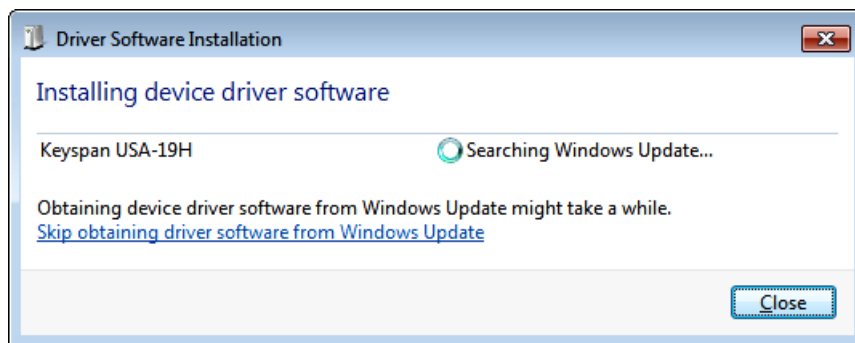 Driver Software Installation
Installing device driver software
Keyspan USA-19H Searching Windows Update...
Obtaining device driver software from Windows Update might take a while.
Skip obtaining driver software from Windows Update
Close